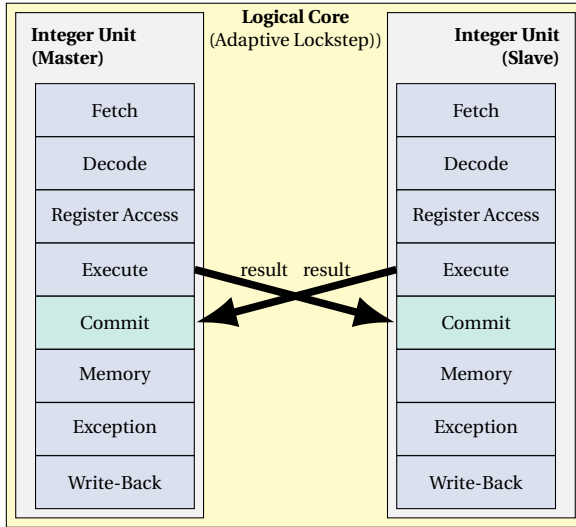 Logical Core
(Adaptive Lockstep))
Integer Unit
(Master)
Fetch
Decode
Register Access
Execute
Commit
Memory
Exception
Write-Back
result result
Integer Unit
(Slave)
Fetch
Decode
Register Access
Execute
Commit
Memory
Exception
Write-Back